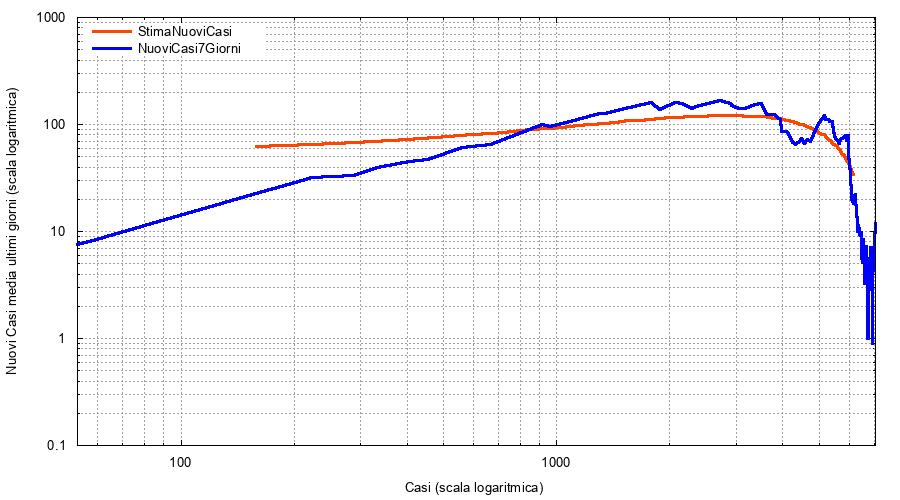 1000
StimaNuoviCasi
NuoviCasi7Giorni
100
10
1
0.1
Nuovi Casi media ultimi giorni (scala logaritmica)
100
1000
Casi (scala logaritmica)